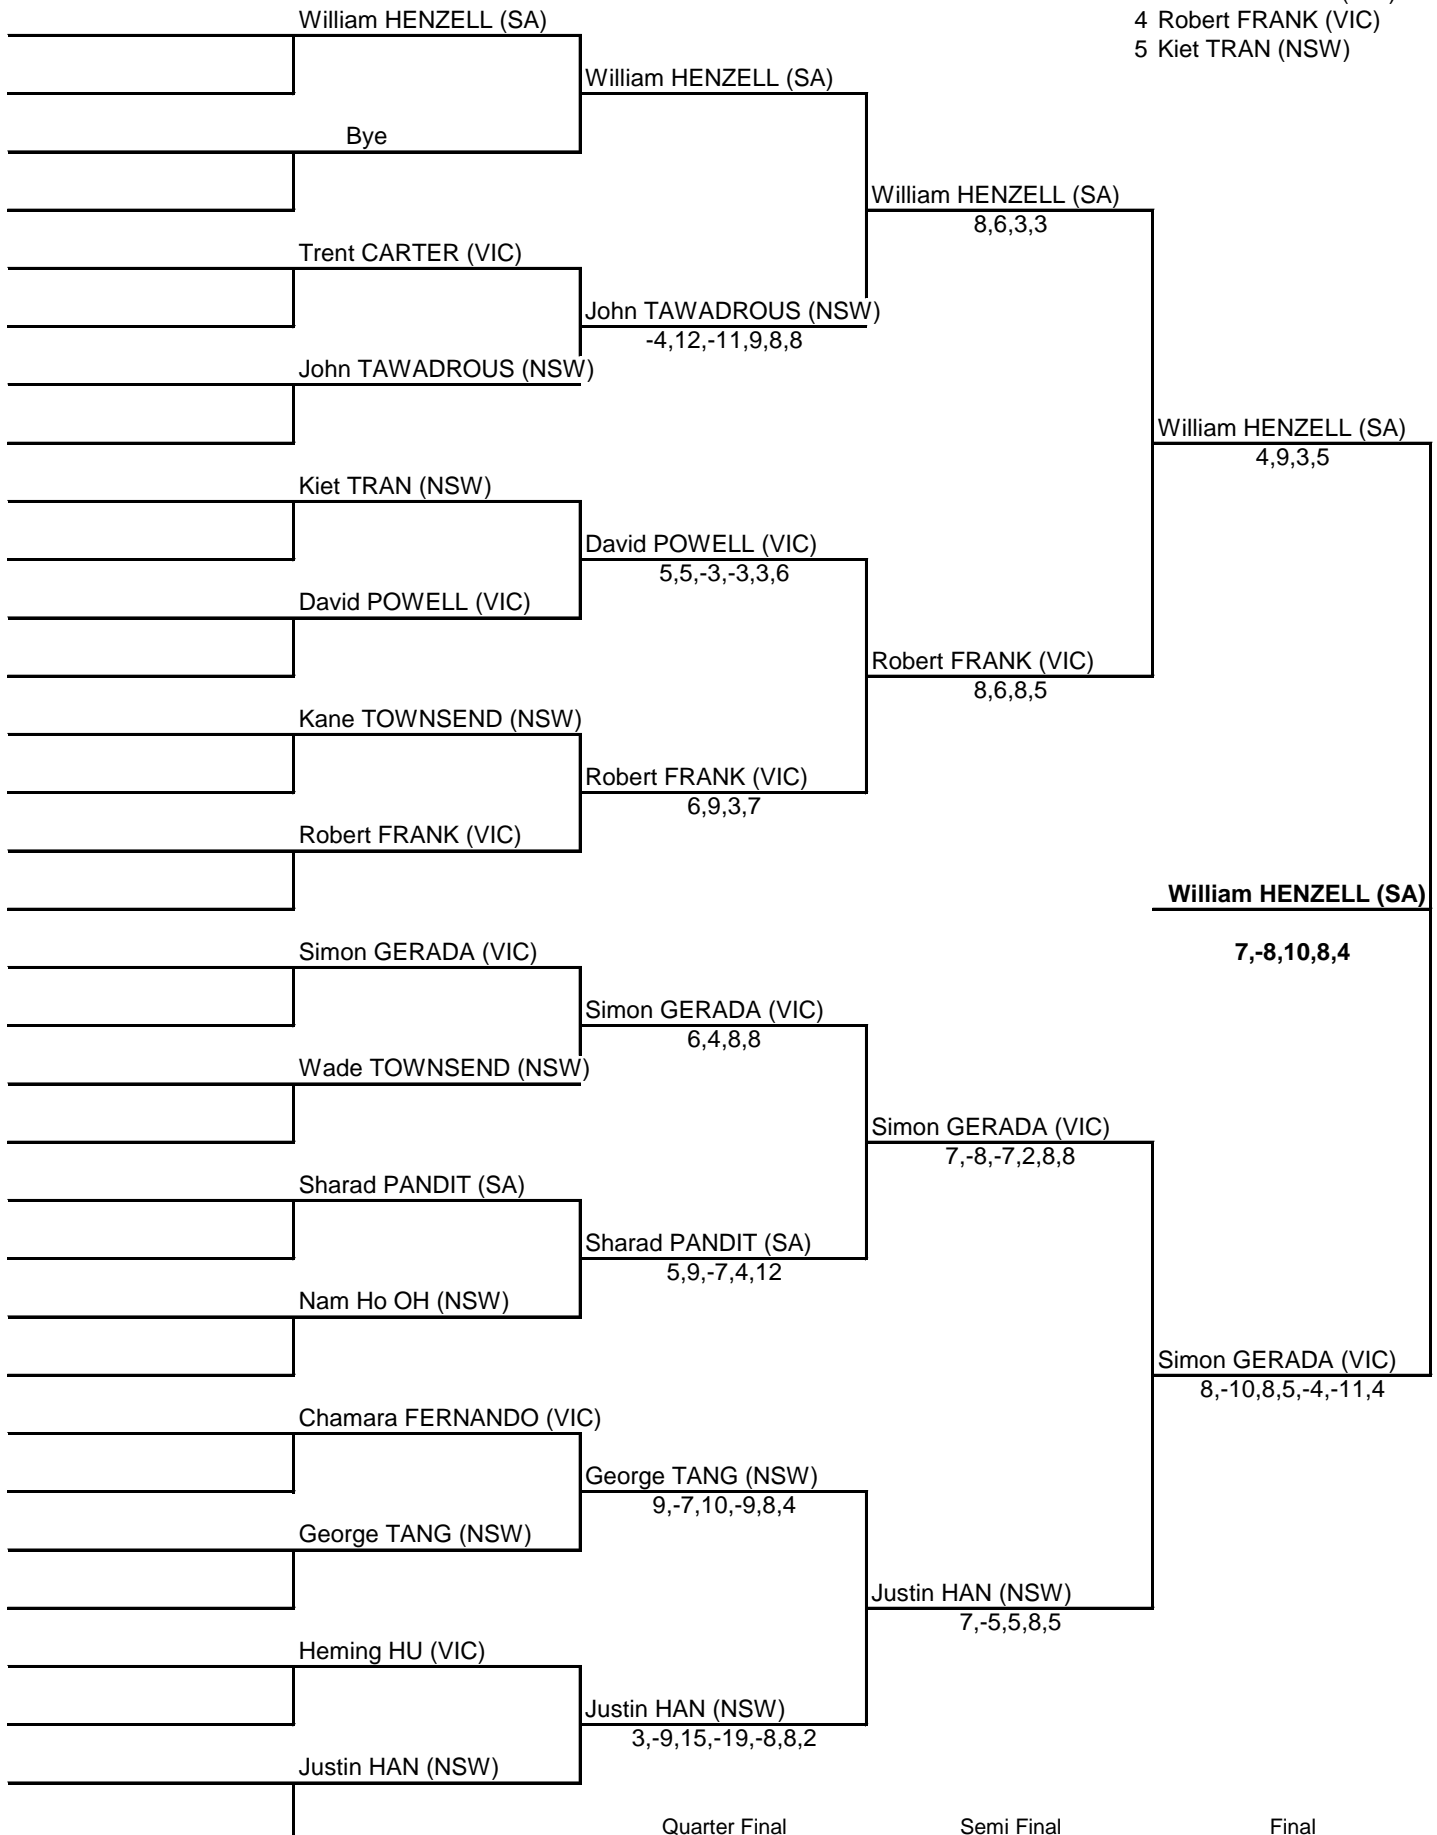 William HENZELL (SA)
4 Robert FRANK (VIC)
5 Kiet TRAN (NSW)
William HENZELL (SA)
Bye
William HENZELL (SA)
8,6,3,3
Trent CARTER (VIC)
John TAWADROUS (NSW)
-4,12,-11,9,8,8
John TAWADROUS (NSW)
William HENZELL (SA)
4,9,3,5
Kiet TRAN (NSW)
David POWELL (VIC)
5,5,-3,-3,3,6
David POWELL (VIC)
Robert FRANK (VIC)
8,6,8,5
Kane TOWNSEND (NSW)
Robert FRANK (VIC)
6,9,3,7
Robert FRANK (VIC)
William HENZELL (SA)
7,-8,10,8,4
Simon GERADA (VIC)
Simon GERADA (VIC)
6,4,8,8
Wade TOWNSEND (NSW)
Simon GERADA (VIC)
7,-8,-7,2,8,8
Sharad PANDIT (SA)
Sharad PANDIT (SA)
5,9,-7,4,12
Nam Ho OH (NSW)
Simon GERADA (VIC)
8,-10,8,5,-4,-11,4
Chamara FERNANDO (VIC)
George TANG (NSW)
9,-7,10,-9,8,4
George TANG (NSW)
Justin HAN (NSW)
7,-5,5,8,5
Heming HU (VIC)
Justin HAN (NSW)
3,-9,15,-19,-8,8,2
Justin HAN (NSW)
Quarter Final
Semi Final
Final